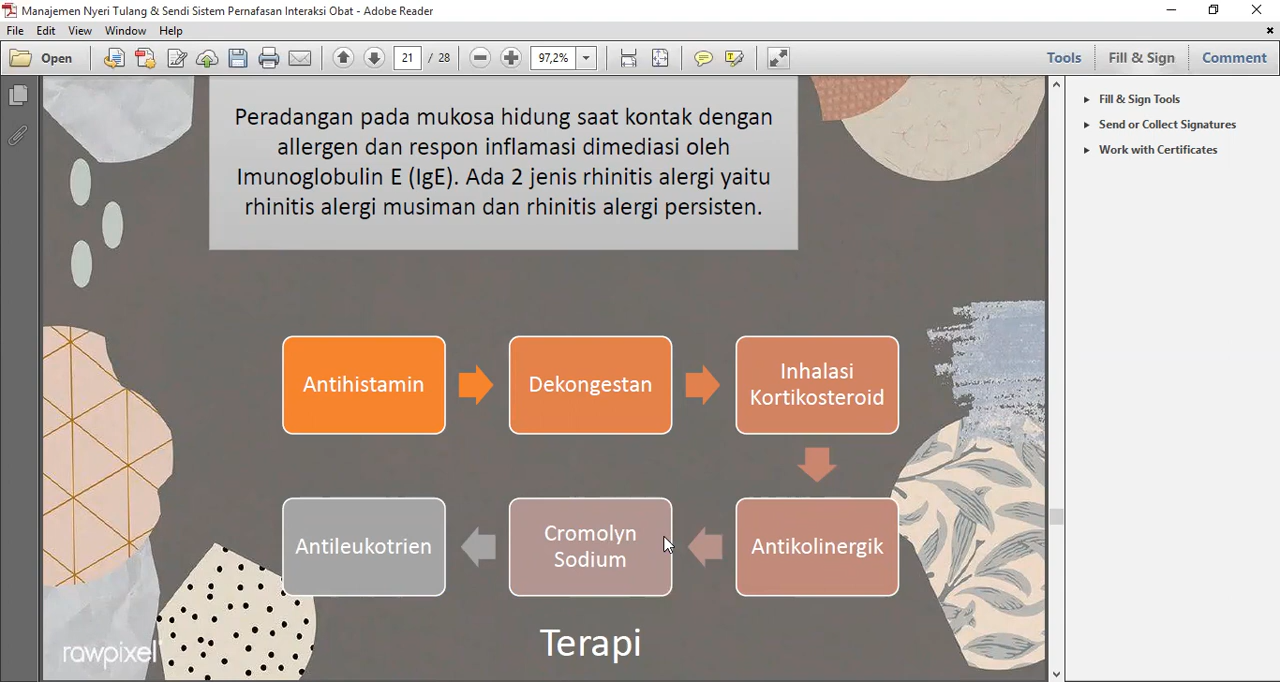 Manajemen Nyeri Tulang & Sendi Sistem Pernafasan Interaksi Obat - Adobe Reader
File Edit View Window Help
Open 21 / 28 97,2% Tools Fill & Sign Comment
Fill & Sign Tools
Send or Collect Signatures
Work with Certificates
Peradangan pada mukosa hidung saat kontak dengan
allergen dan respon inflamasi dimediasi oleh
Imunoglobulin E (IgE). Ada 2 jenis rhinitis alergi yaitu
rhinitis alergi musiman dan rhinitis alergi persisten.
Antihistamin
Dekongestan
Inhalasi
Kortikosteroid
Antikolinergik
Cromolyn
Sodium
Antileukotrien
Terapi
rawpixel